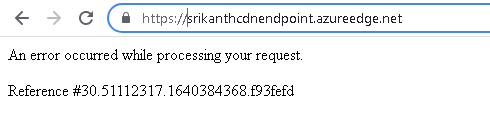 https://srikanthcdnendpoint.azureedge.net
An error occurred while processing your request.
Reference #30.51112317.1640384368.f93fefd